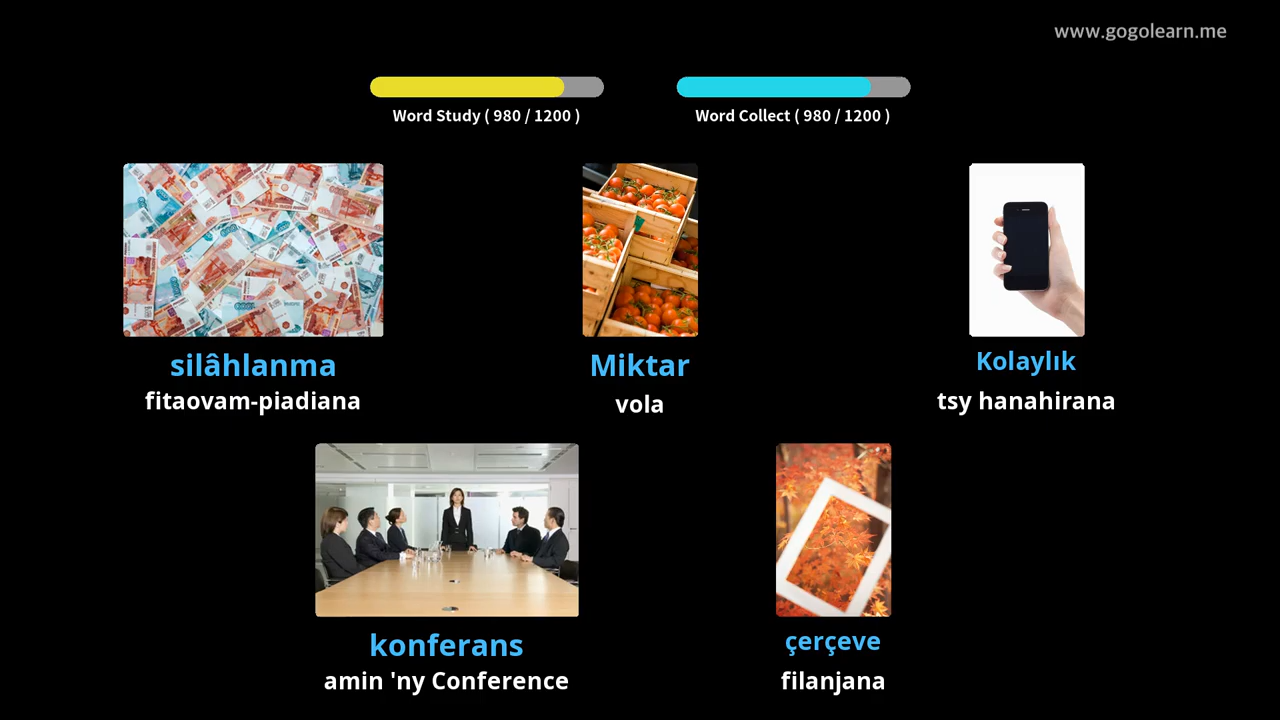 www.gogolearn.me
Word Study ( 980 / 1200 )
Word Collect ( 980 / 1200 )
silâhlanma
fitaovam-piadiana
Miktar
vola
Kolaylık
tsy hanahirana
konferans
amin 'ny Conference
çerçeve
filanjana